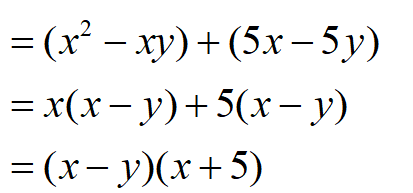 = (x² − xy) + (5x − 5y)
= x(x − y) + 5(x − y)
= (x − y)(x + 5)